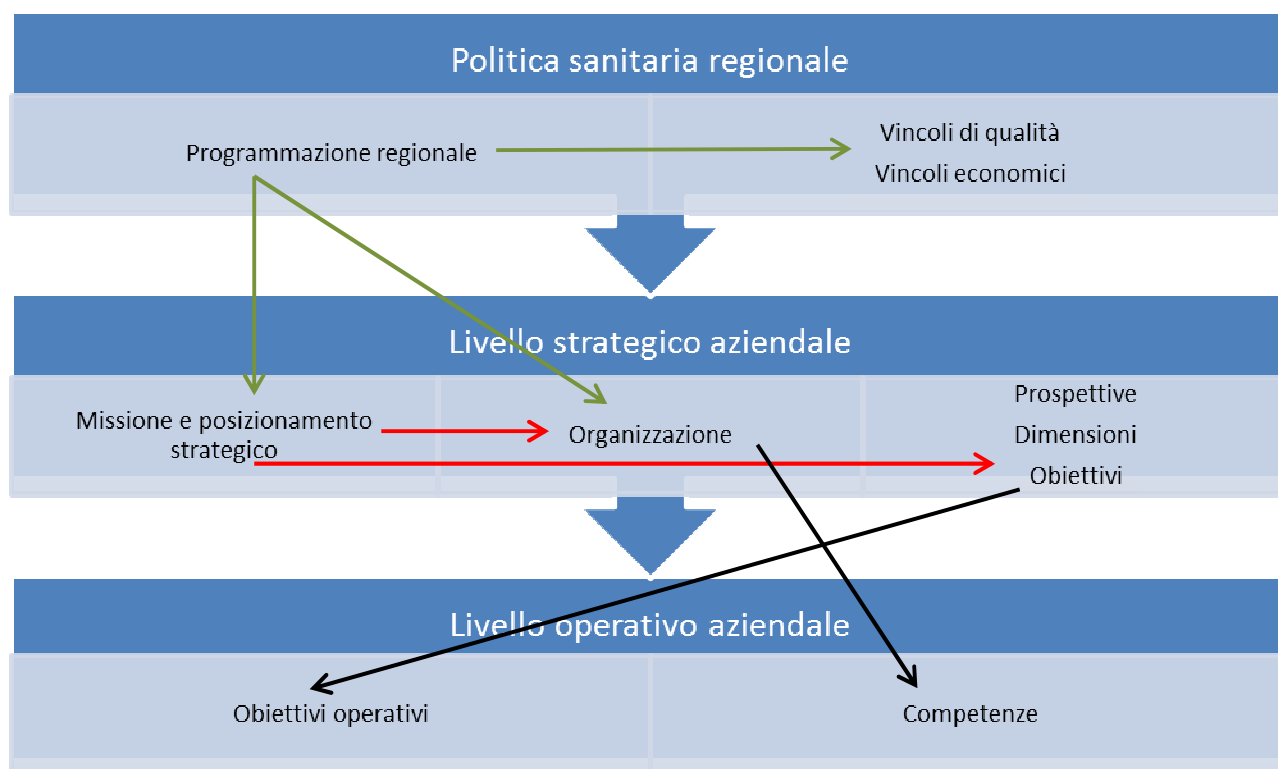 Politica sanitaria regionale
Programmazione regionale
Vincoli di qualità
Vincoli economici
Livello strategico aziendale
Missione e posizionamento
strategico
Organizzazione
Prospettive
Dimensioni
Obiettivi
Livello operativo aziendale
Obiettivi operativi
Competenze